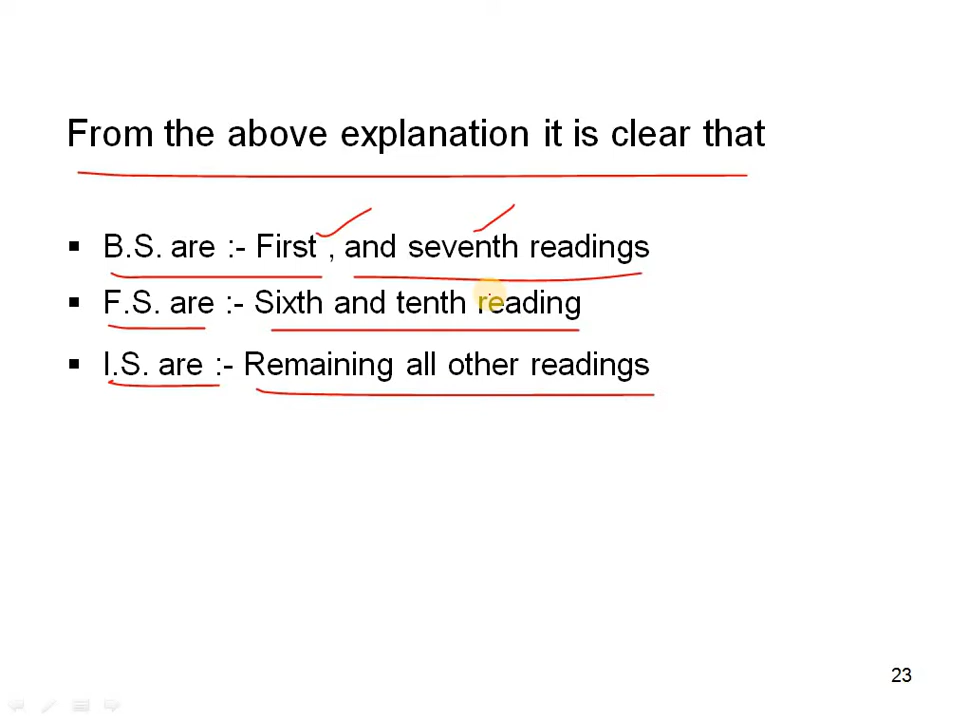 From the above explanation it is clear that
▪ B.S. are :- First , and seventh readings
▪ F.S. are :- Sixth and tenth reading
▪ I.S. are :- Remaining all other readings
23